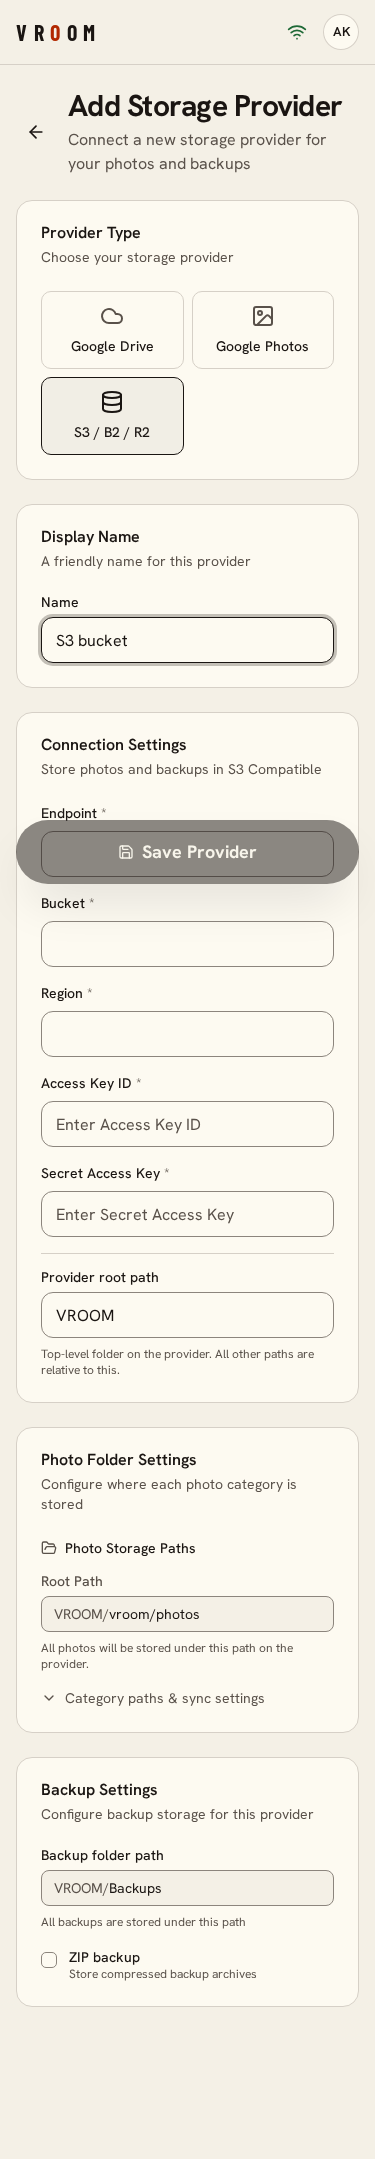 VROOM
AK
Add Storage Provider
Connect a new storage provider for
your photos and backups
Provider Type
Choose your storage provider
Google Drive
Google Photos
S3 / B2 / R2
Display Name
A friendly name for this provider
Name
S3 bucket
Connection Settings
Store photos and backups in S3 Compatible
Endpoint *
Save Provider
Bucket *
Region *
Access Key ID *
Enter Access Key ID
Secret Access Key *
Enter Secret Access Key
Provider root path
VROOM
Top-level folder on the provider. All other paths are
relative to this.
Photo Folder Settings
Configure where each photo category is
stored
Photo Storage Paths
Root Path
VROOM/vroom/photos
All photos will be stored under this path on the
provider.
Category paths & sync settings
Backup Settings
Configure backup storage for this provider
Backup folder path
VROOM/Backups
All backups are stored under this path
ZIP backup
Store compressed backup archives